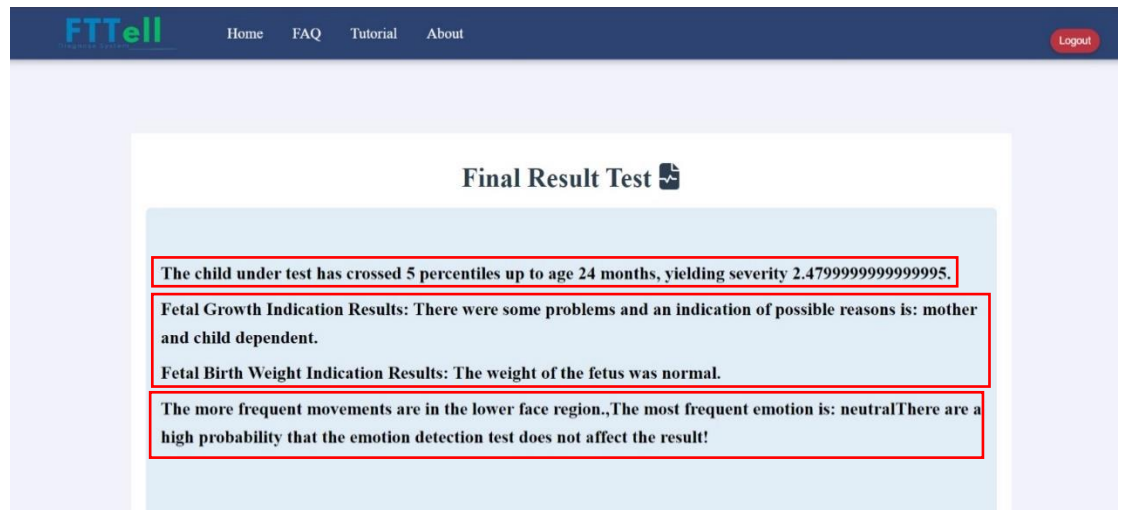 FTTell
Home FAQ Tutorial About
Logout
Final Result Test
The child under test has crossed 5 percentiles up to age 24 months, yielding severity 2.4799999999999995.
Fetal Growth Indication Results: There were some problems and an indication of possible reasons is: mother
and child dependent.
Fetal Birth Weight Indication Results: The weight of the fetus was normal.
The more frequent movements are in the lower face region.,The most frequent emotion is: neutralThere are a
high probability that the emotion detection test does not affect the result!